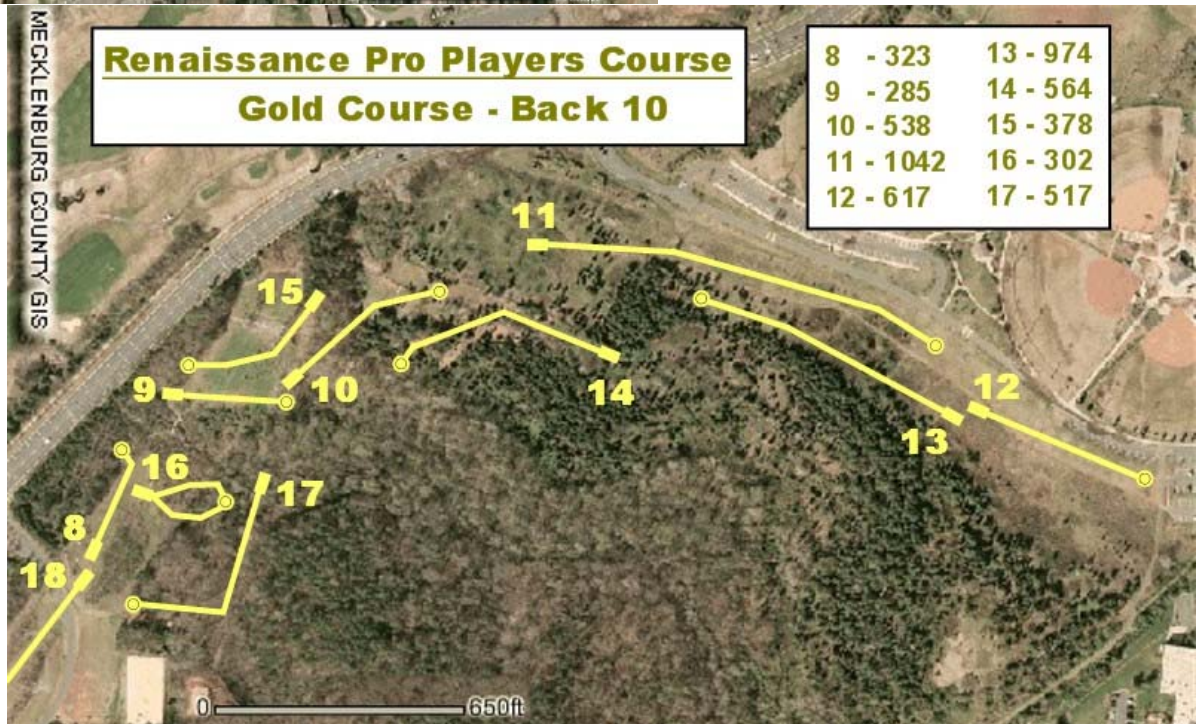 MECKLENBURG COUNTY GIS
Renaissance Pro Players Course
Gold Course - Back 10
8 - 323
9 - 285
10 - 538
11 - 1042
12 - 617
13 - 974
14 - 564
15 - 378
16 - 302
17 - 517
11
15
9
10
14
12
13
16
17
8
18
0
650ft